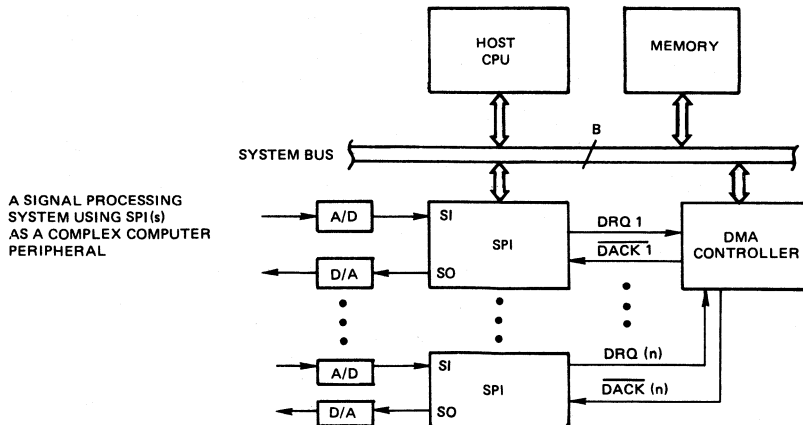 HOST
CPU
MEMORY
B
SYSTEM BUS
A SIGNAL PROCESSING
SYSTEM USING SPI(s)
AS A COMPLEX COMPUTER
PERIPHERAL
A/D
SI
SPI
DRQ 1
DMA
CONTROLLER
DACK 1
D/A
SO
DRQ (n)
A/D
SI
SPI
DACK (n)
D/A
SO